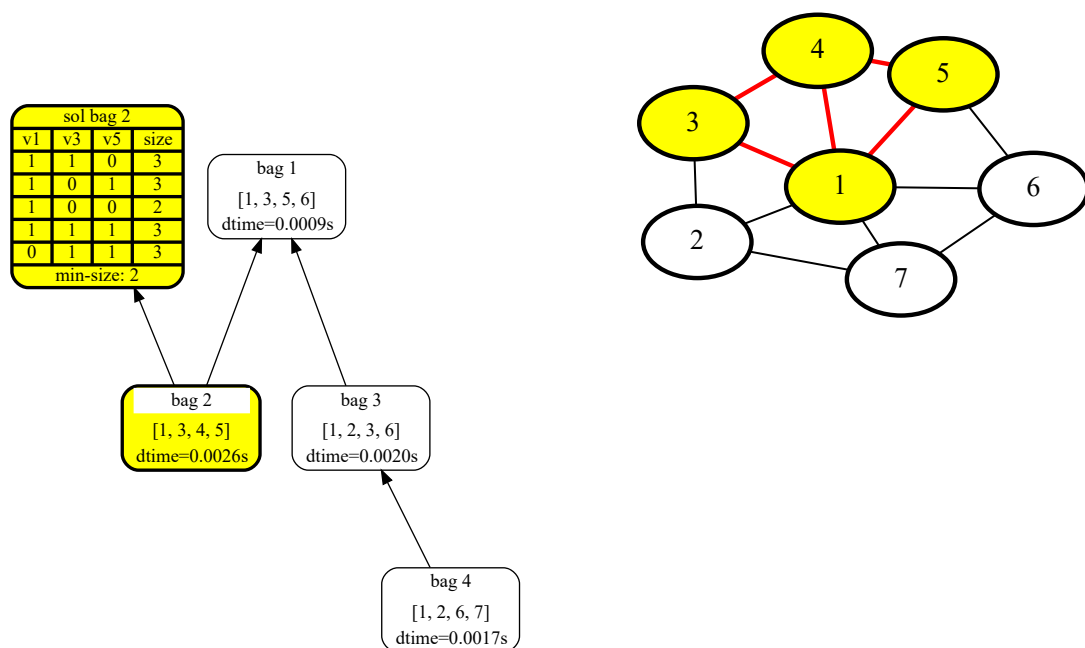 sol bag 2
v1 v3 v5 size
1 1 0 3
1 0 1 3
1 0 0 2
1 1 1 3
0 1 1 3
min-size: 2
bag 1
[1, 3, 5, 6]
dtime=0.0009s
bag 2
[1, 3, 4, 5]
dtime=0.0026s
bag 3
[1, 2, 3, 6]
dtime=0.0020s
bag 4
[1, 2, 6, 7]
dtime=0.0017s
4
5
3
1
6
2
7